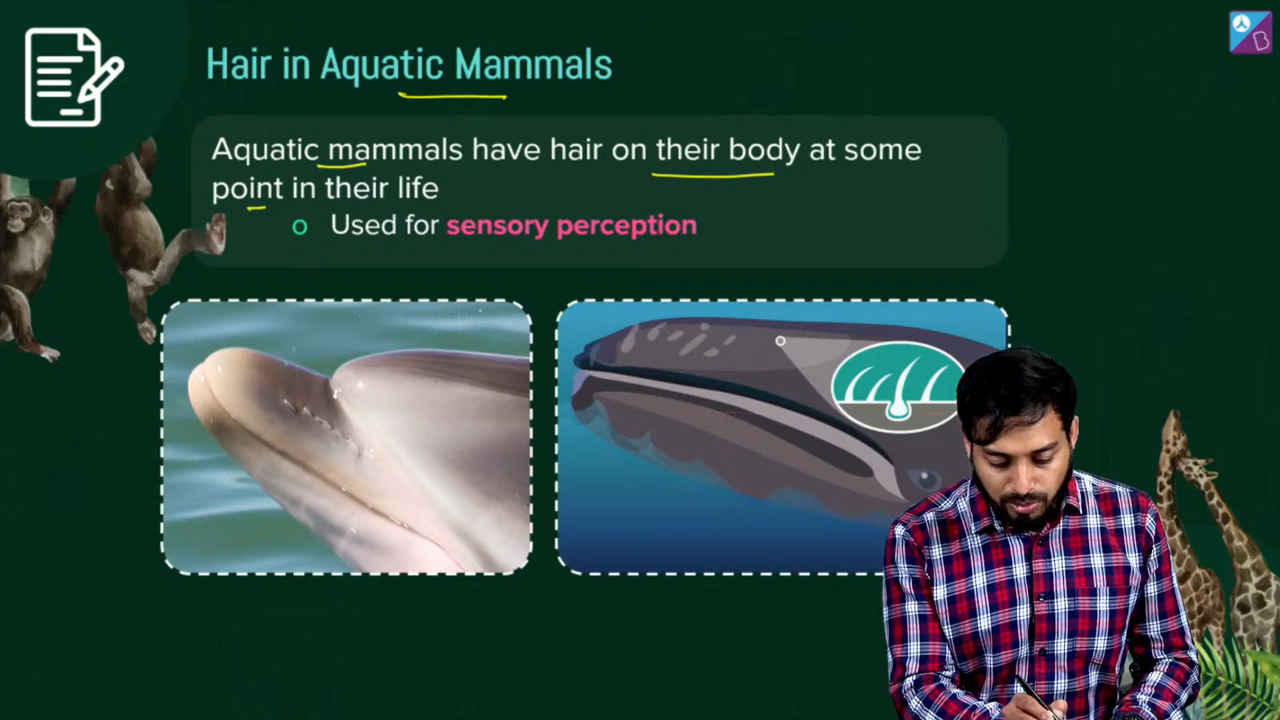 Hair in Aquatic Mammals
Aquatic mammals have hair on their body at some
point in their life
o Used for sensory perception
B